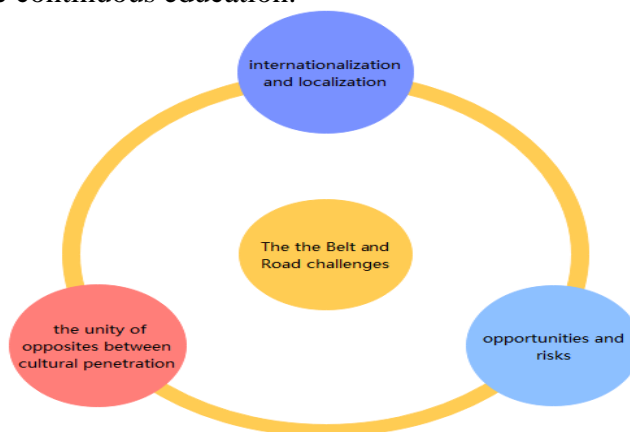 continuous education.
internationalization
and localization
The the Belt and
Road challenges
the unity of
opposites between
cultural penetration
opportunities and
risks